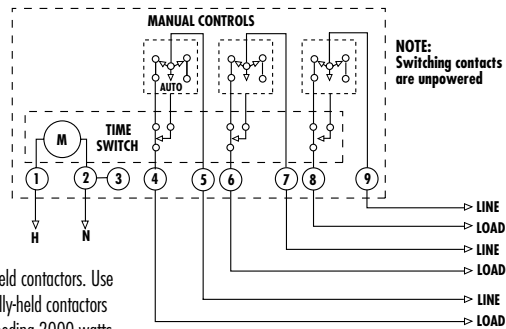 MANUAL CONTROLS
NOTE:
Switching contacts
are unpowered
AUTO
TIME
SWITCH
M
1 2 3 4 5 6 7 8 9
H N
LINE
LOAD
LINE
LOAD
LINE
LOAD
held contactors. Use
lly-held contactors